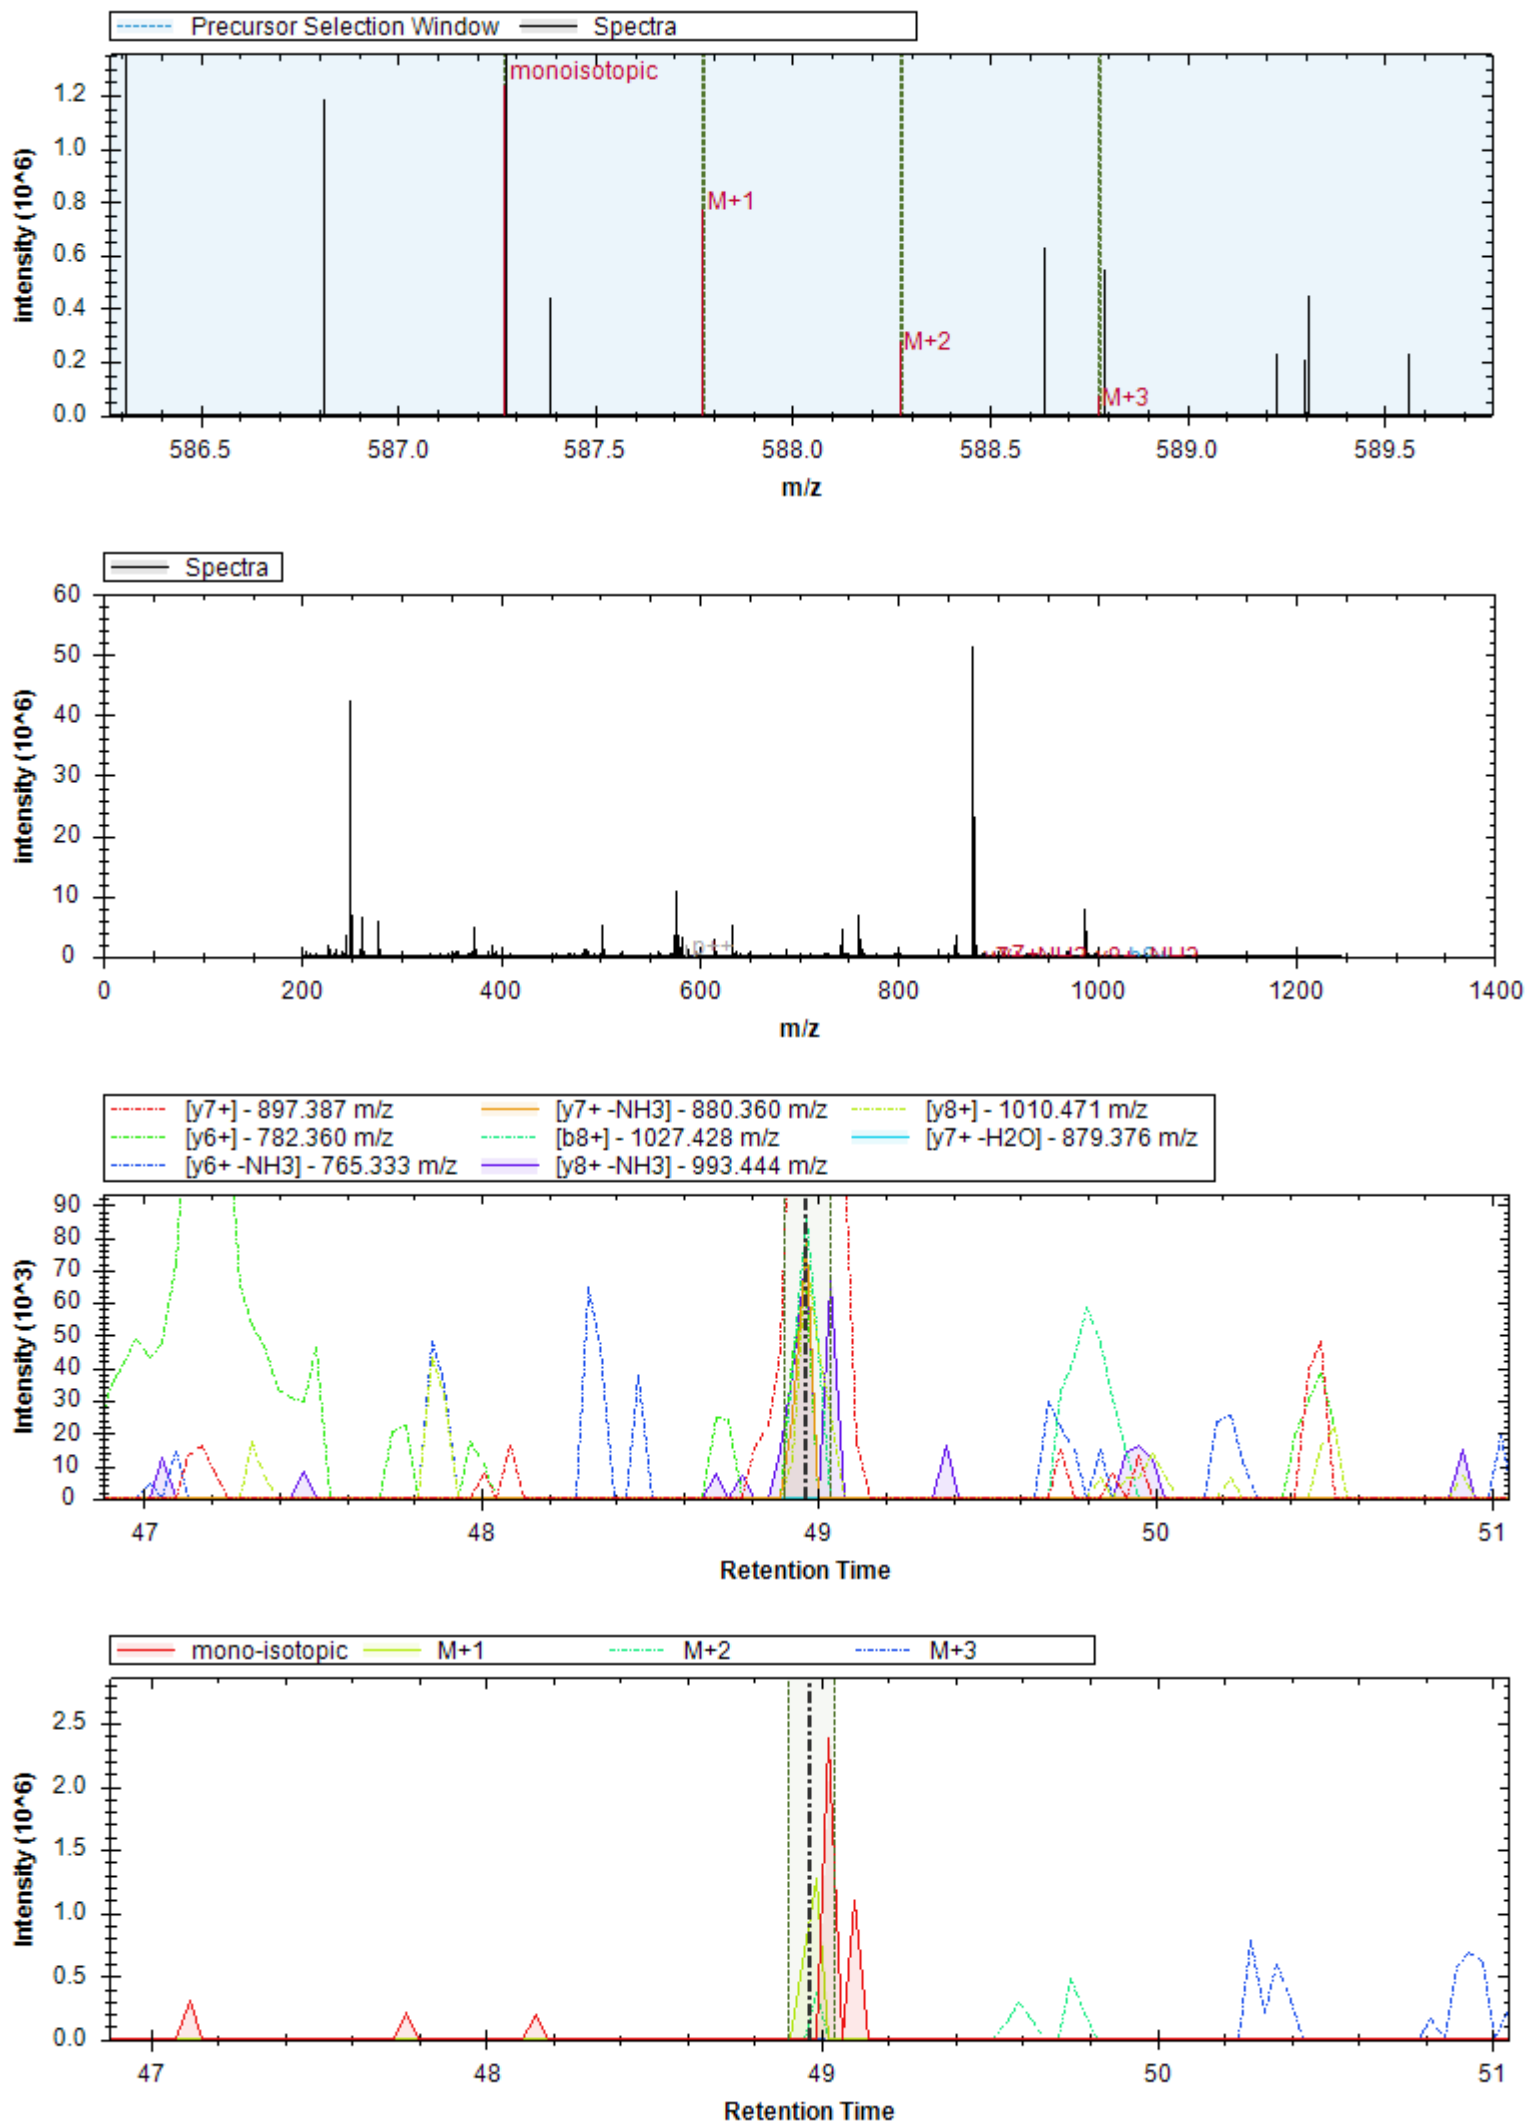 Precursor Selection Window Spectra
monoisotopic
M+1
M+2
M+3
intensity (10^6)
1.2
1.0
0.8
0.6
0.4
0.2
0.0
586.5 587.0 587.5 588.0 588.5 589.0 589.5
m/z
Spectra
intensity (10^6)
60
50
40
30
20
10
0
p++
0 200 400 600 800 1000 1200 1400
m/z
[y7+] - 897.387 m/z [y7+ -NH3] - 880.360 m/z [y8+] - 1010.471 m/z
[y6+] - 782.360 m/z [b8+] - 1027.428 m/z [y7+ -H2O] - 879.376 m/z
[y6+ -NH3] - 765.333 m/z [y8+ -NH3] - 993.444 m/z
Intensity (10^3)
90
80
70
60
50
40
30
20
10
0
47 48 49 50 51
Retention Time
mono-isotopic M+1 M+2 M+3
Intensity (10^6)
2.5
2.0
1.5
1.0
0.5
0.0
47 48 49 50 51
Retention Time